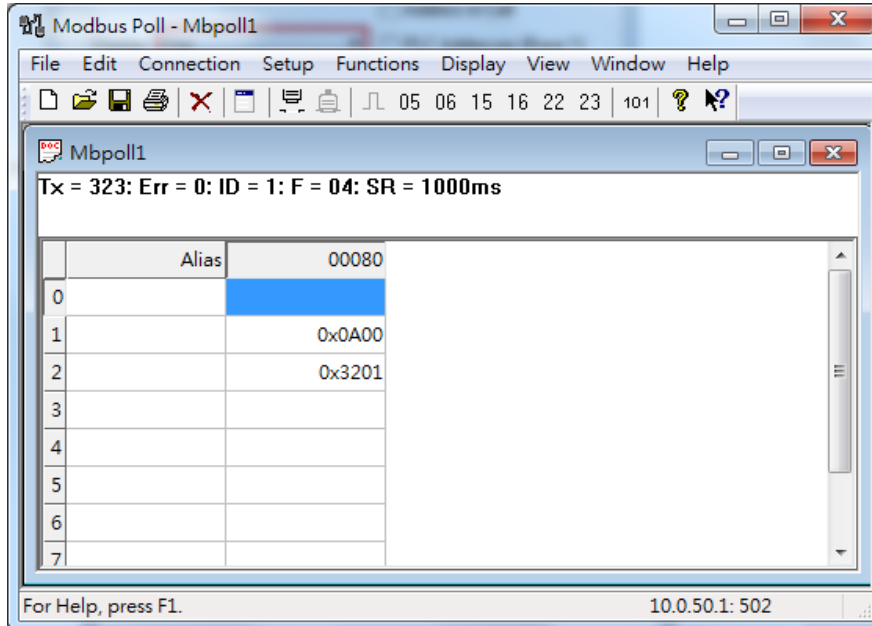 Modbus Poll - Mbpoll1
File Edit Connection Setup Functions Display View Window Help
05 06 15 16 22 23 101
Mbpoll1
Tx = 323: Err = 0: ID = 1: F = 04: SR = 1000ms
Alias 00080
0
1 0x0A00
2 0x3201
3
4
5
6
7
For Help, press F1. 10.0.50.1: 502